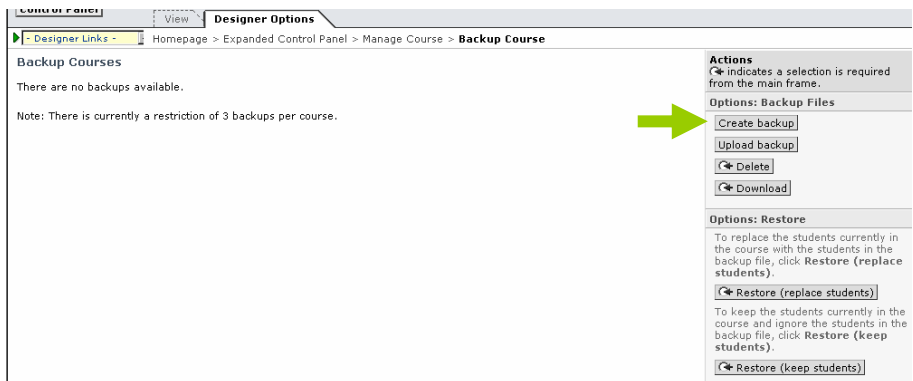 Control Panel
View
Designer Options
- Designer Links -
Homepage > Expanded Control Panel > Manage Course > Backup Course
Backup Courses
There are no backups available.
Note: There is currently a restriction of 3 backups per course.
Actions
indicates a selection is required
from the main frame.
Options: Backup Files
Create backup
Upload backup
Delete
Download
Options: Restore
To replace the students currently in
the course with the students in the
backup file, click Restore (replace
students).
Restore (replace students)
To keep the students currently in the
course and ignore the students in the
backup file, click Restore (keep
students).
Restore (keep students)